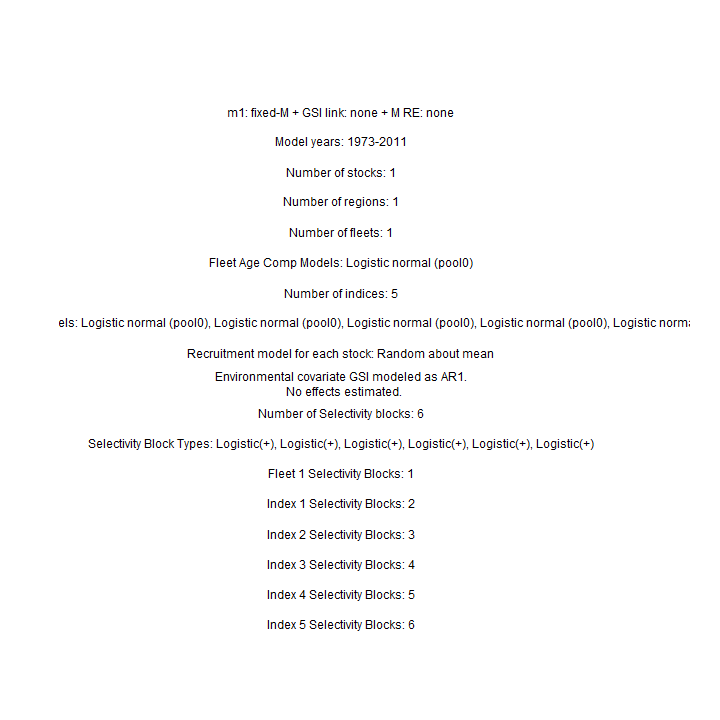 m1: fixed-M + GSI link: none + M RE: none
Model years: 1973-2011
Number of stocks: 1
Number of regions: 1
Number of fleets: 1
Fleet Age Comp Models: Logistic normal (pool0)
Number of indices: 5
els: Logistic normal (pool0), Logistic normal (pool0), Logistic normal (pool0), Logistic normal (pool0), Logistic norma
Recruitment model for each stock: Random about mean
Environmental covariate GSI modeled as AR1.
No effects estimated.
Number of Selectivity blocks: 6
Selectivity Block Types: Logistic(+), Logistic(+), Logistic(+), Logistic(+), Logistic(+), Logistic(+)
Fleet 1 Selectivity Blocks: 1
Index 1 Selectivity Blocks: 2
Index 2 Selectivity Blocks: 3
Index 3 Selectivity Blocks: 4
Index 4 Selectivity Blocks: 5
Index 5 Selectivity Blocks: 6